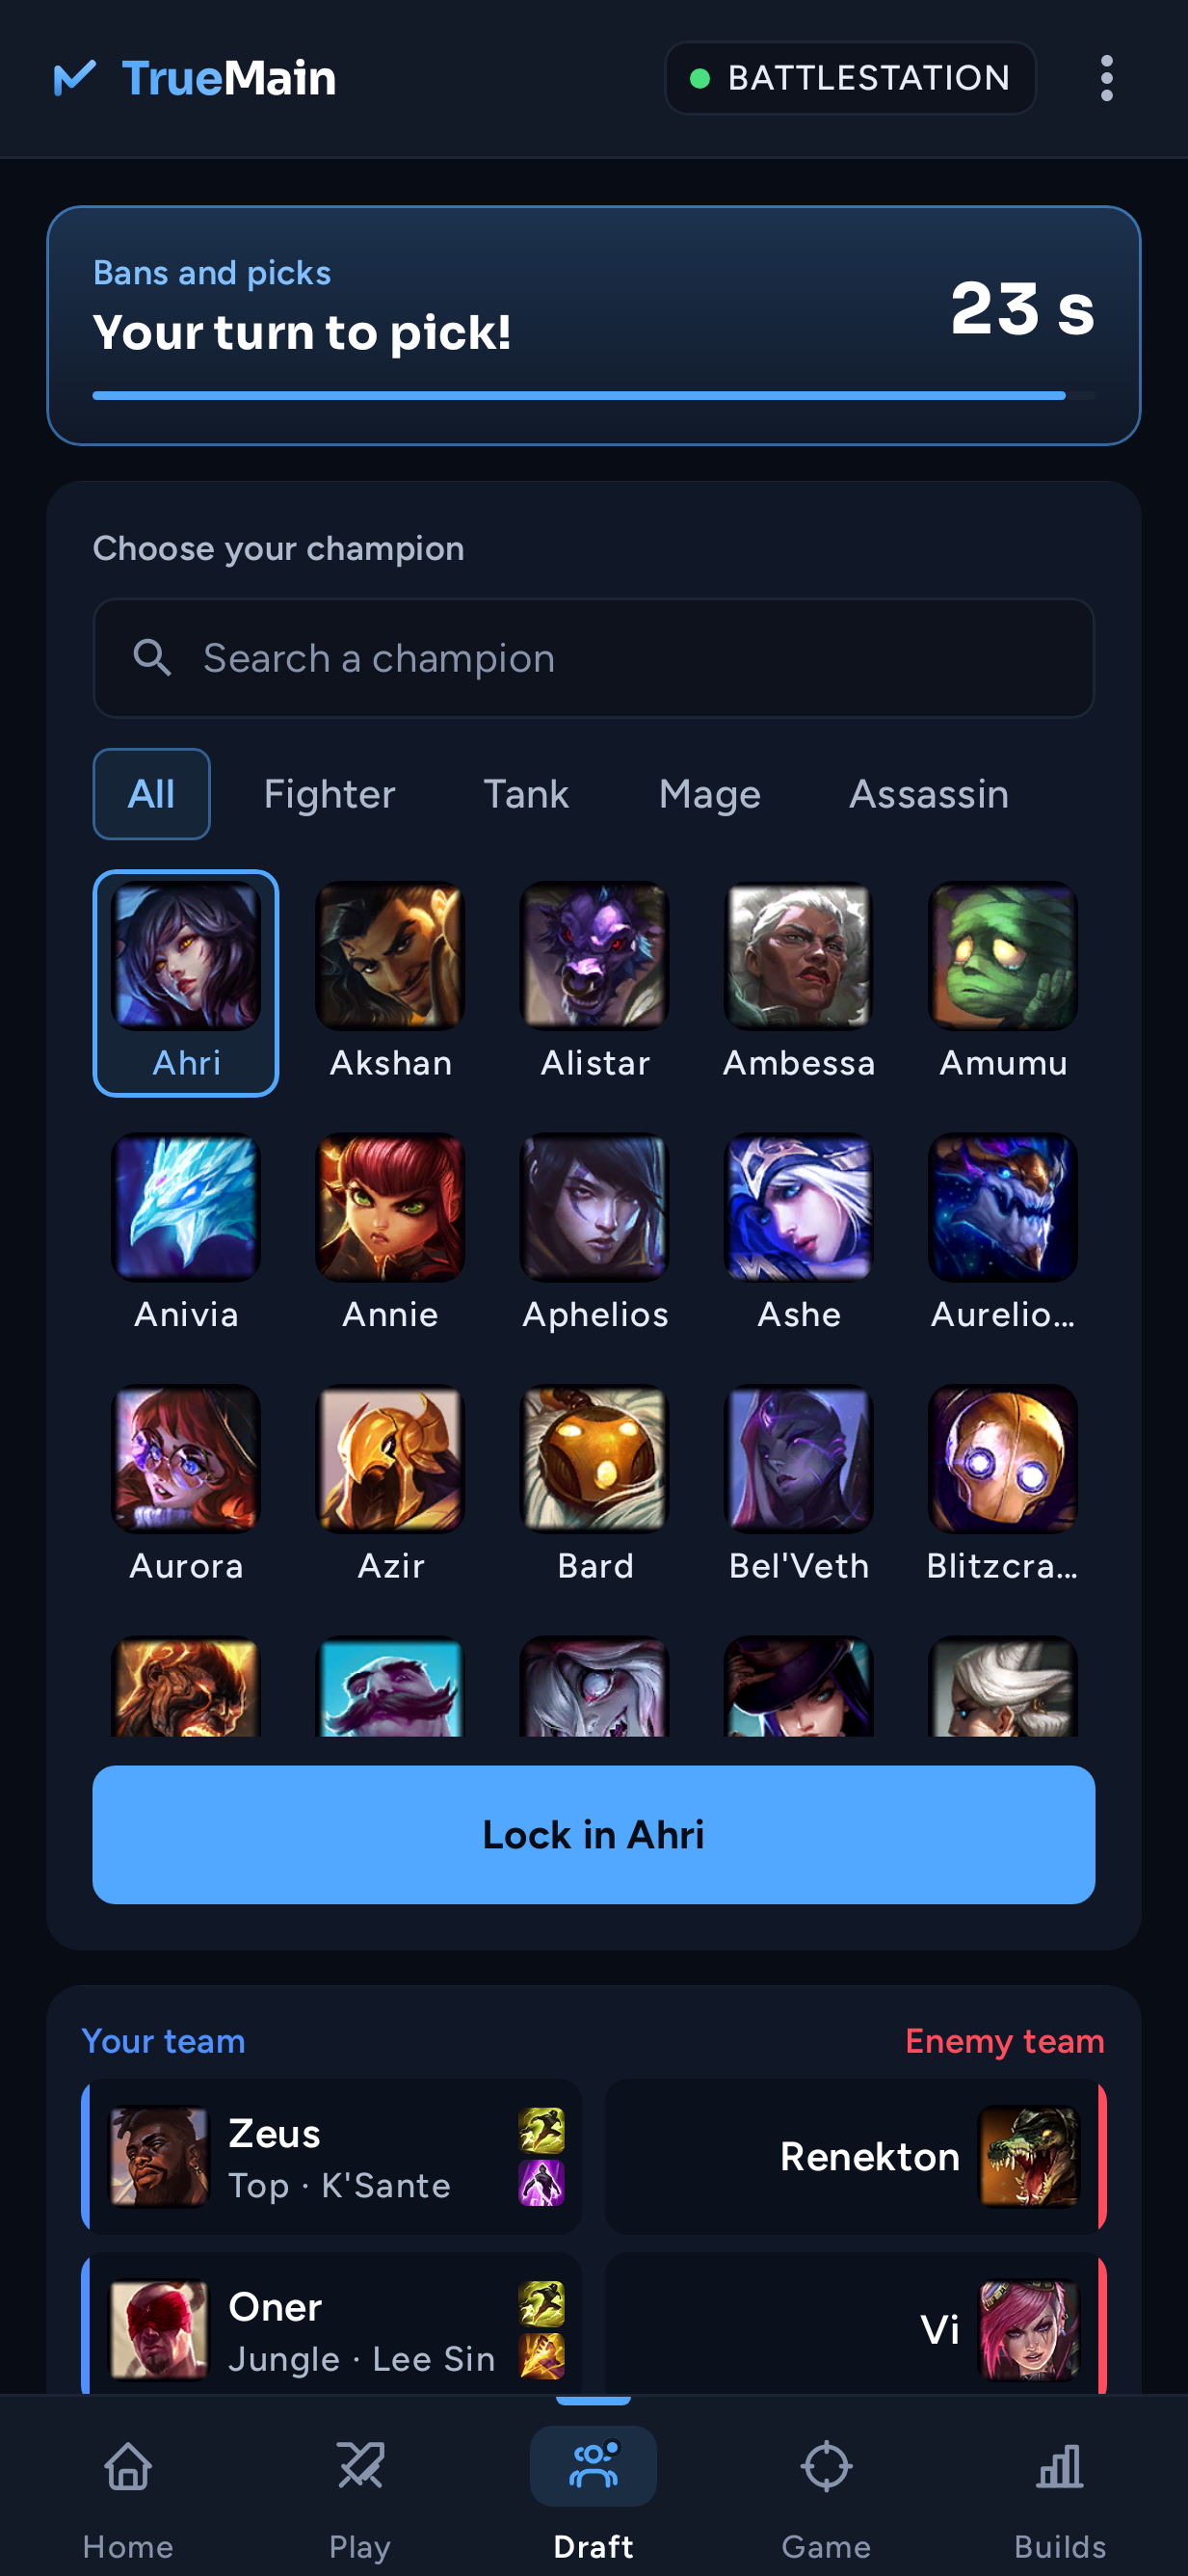 TrueMain
BATTLESTATION
Bans and picks
Your turn to pick!
23 s
Choose your champion
Search a champion
All Fighter Tank Mage Assassin
Ahri Akshan Alistar Ambessa Amumu
Anivia Annie Aphelios Ashe Aurelio...
Aurora Azir Bard Bel'Veth Blitzcra...
Lock in Ahri
Your team Enemy team
Zeus
Top · K'Sante
Renekton
Oner
Jungle · Lee Sin
Vi
Home Play Draft Game Builds